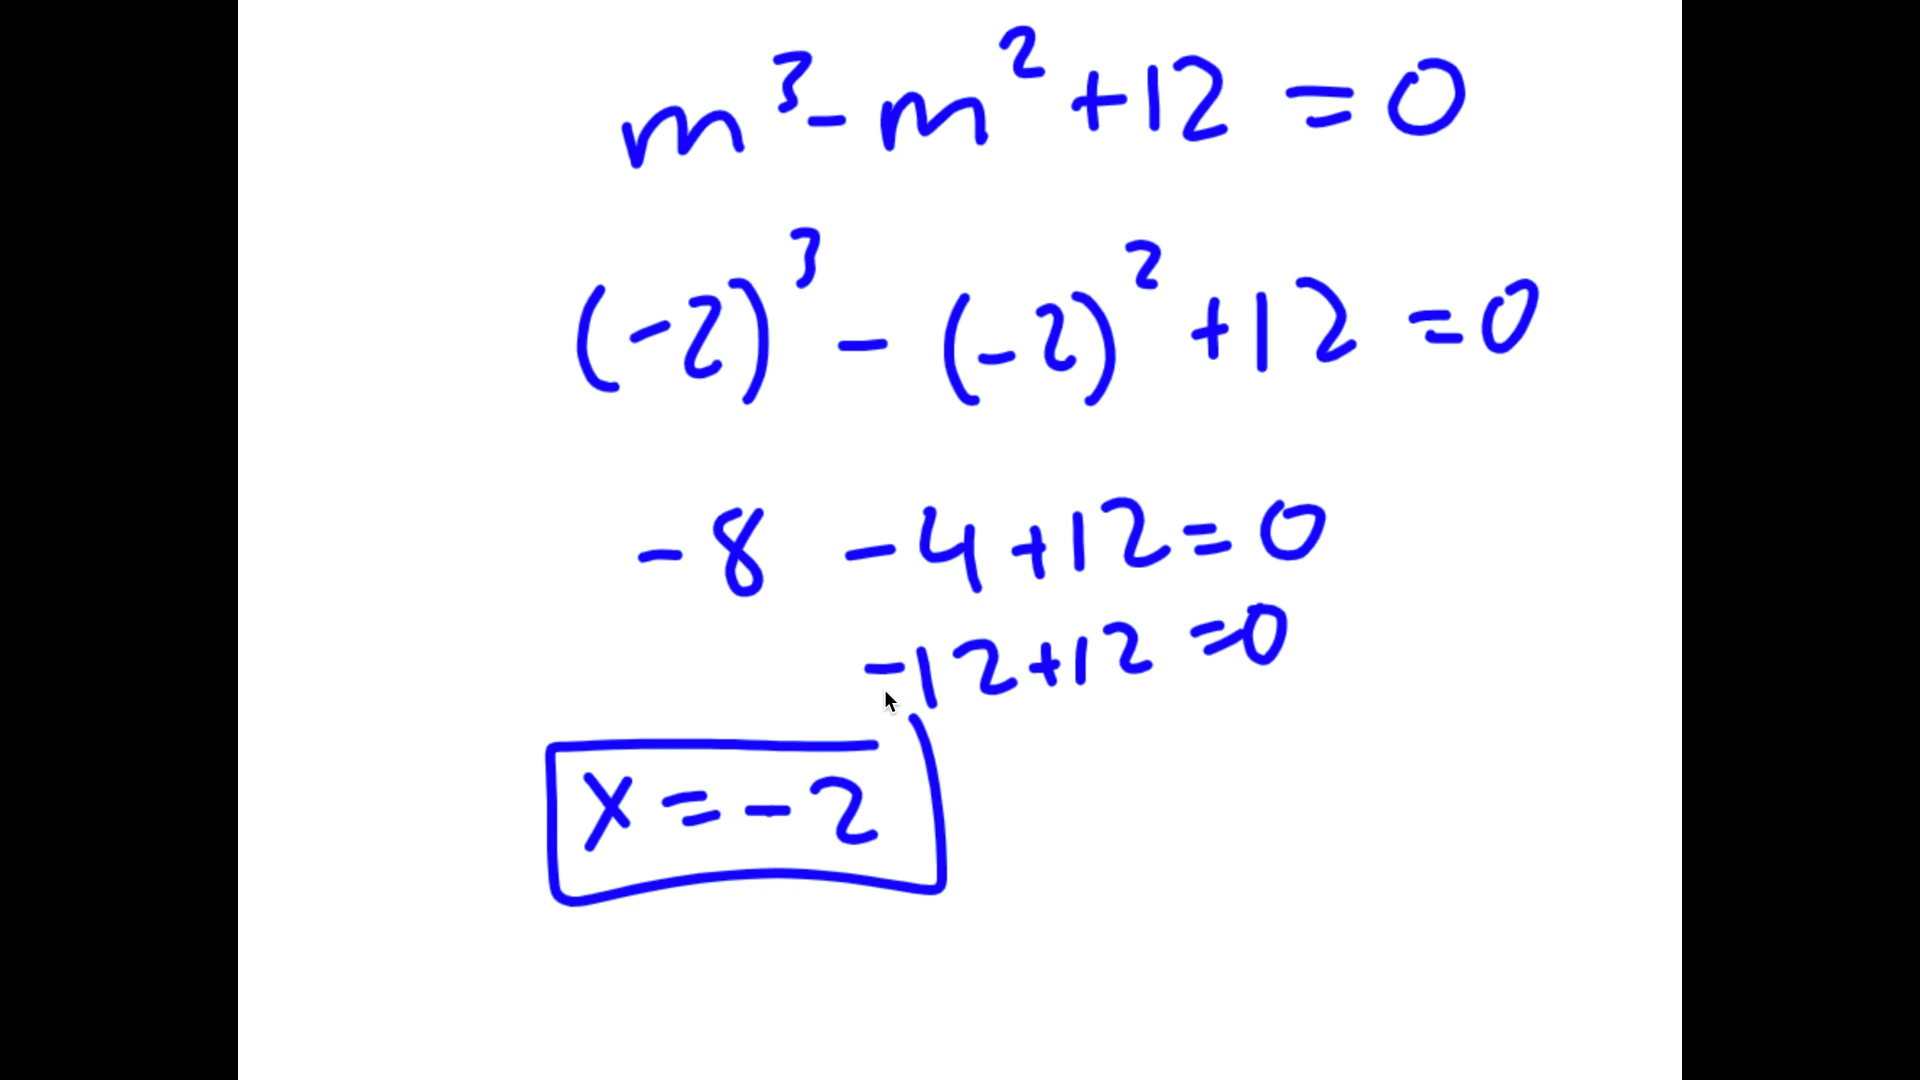 m³ - m² + 12 = 0
(-2)³ - (-2)² + 12 = 0
-8 - 4 + 12 = 0
-12 + 12 = 0
x = -2